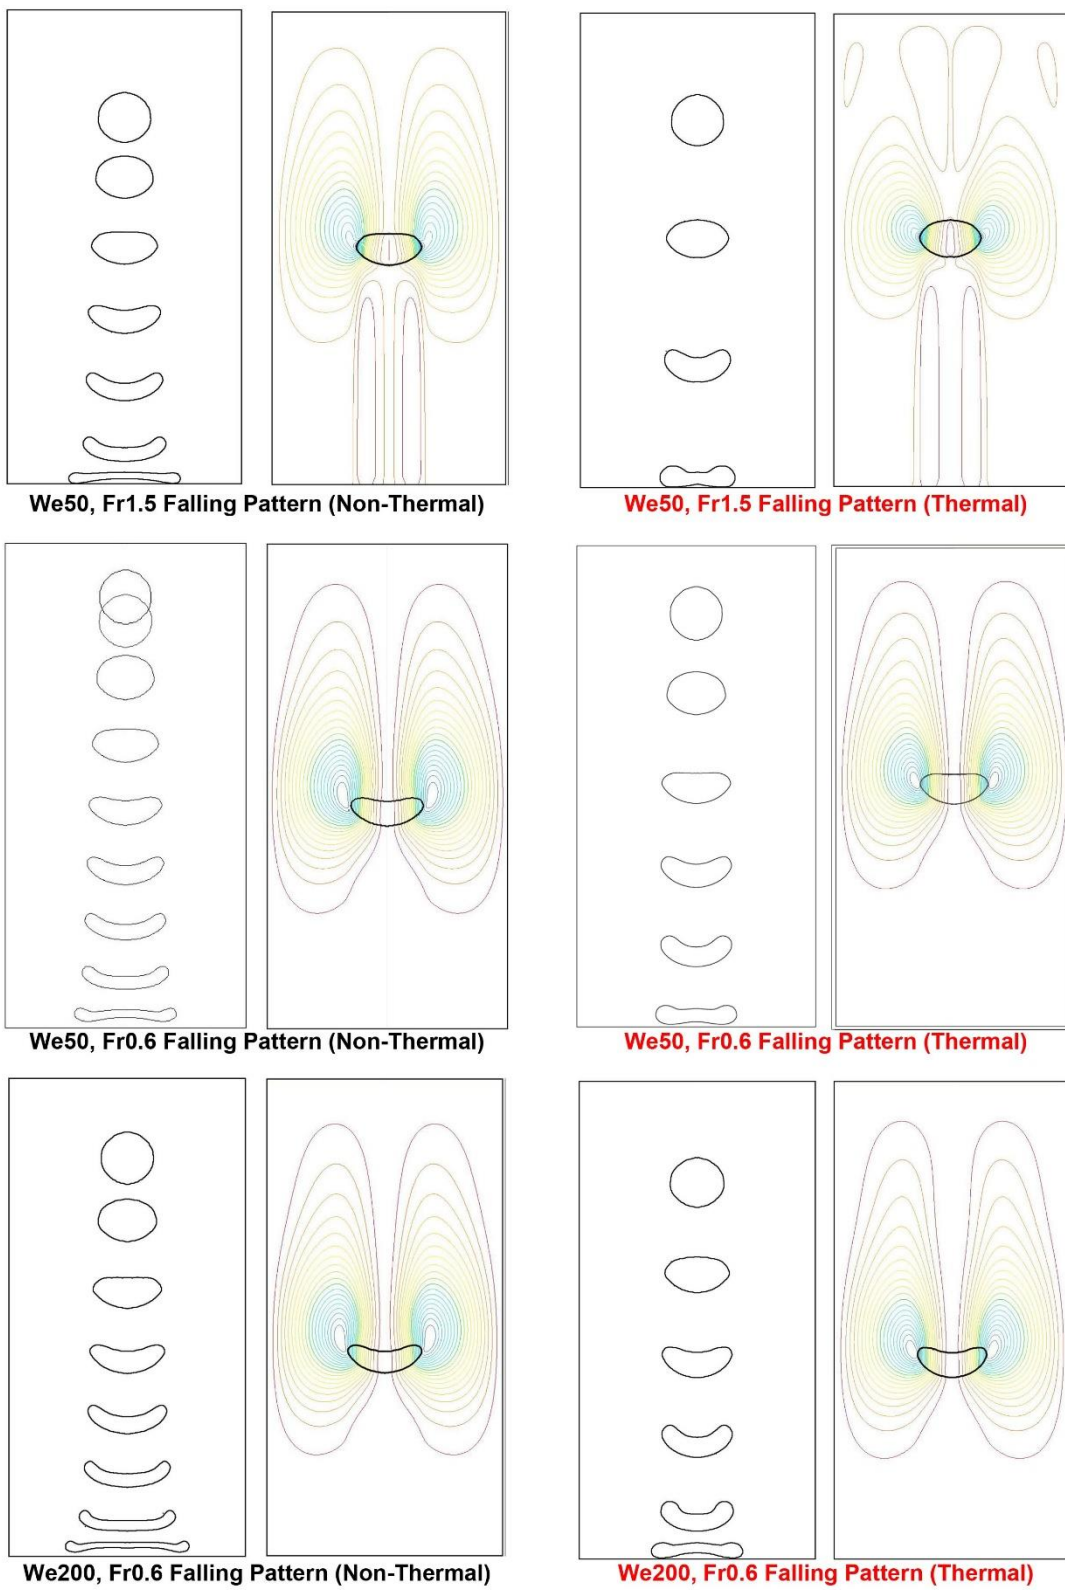 We50, Fr1.5 Falling Pattern (Non-Thermal)
We50, Fr1.5 Falling Pattern (Thermal)
We50, Fr0.6 Falling Pattern (Non-Thermal)
We50, Fr0.6 Falling Pattern (Thermal)
We200, Fr0.6 Falling Pattern (Non-Thermal)
We200, Fr0.6 Falling Pattern (Thermal)